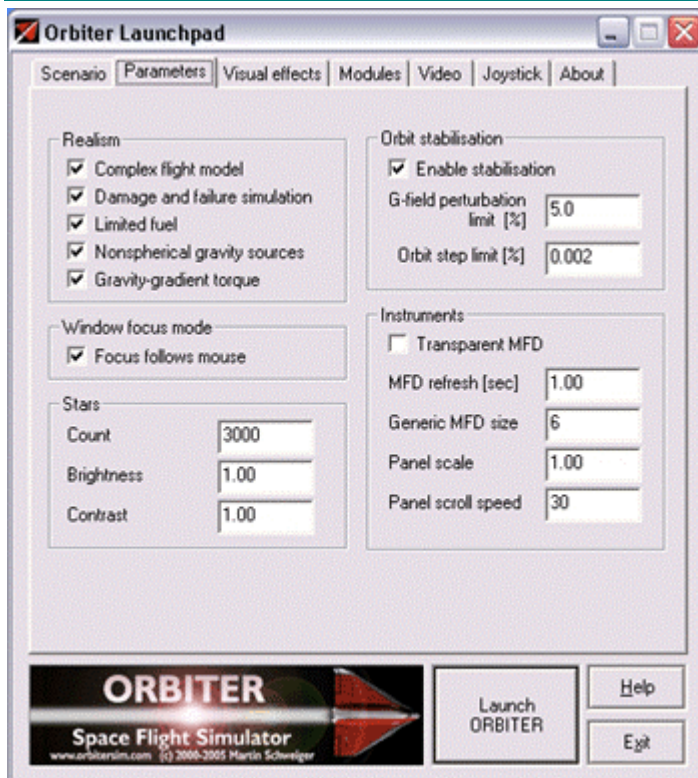 Orbiter Launchpad
Scenario Parameters Visual effects Modules Video Joystick About
Realism
Complex flight model
Damage and failure simulation
Limited fuel
Nonspherical gravity sources
Gravity-gradient torque
Window focus mode
Focus follows mouse
Stars
Count 3000
Brightness 1.00
Contrast 1.00
Orbit stabilisation
Enable stabilisation
G-field perturbation
limit [%] 5.0
Orbit step limit [%] 0.002
Instruments
Transparent MFD
MFD refresh [sec] 1.00
Generic MFD size 6
Panel scale 1.00
Panel scroll speed 30
ORBITER
Space Flight Simulator
www.orbitersim.com (c) 2000-2005 Martin Schweiger
Launch
ORBITER
Help
Exit